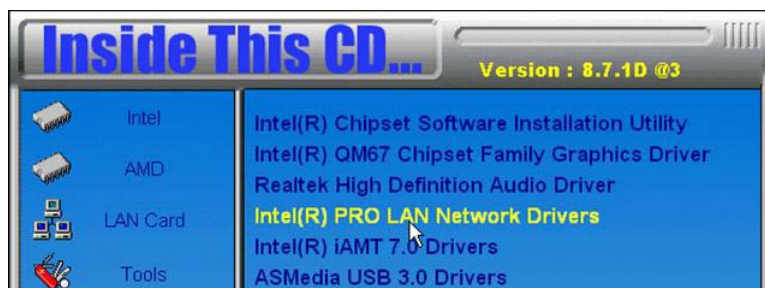 Inside This CD...
Version : 8.7.1D @3
Intel
AMD
LAN Card
Tools
Intel(R) Chipset Software Installation Utility
Intel(R) QM67 Chipset Family Graphics Driver
Realtek High Definition Audio Driver
Intel(R) PRO LAN Network Drivers
Intel(R) iAMT 7.0 Drivers
ASMedia USB 3.0 Drivers